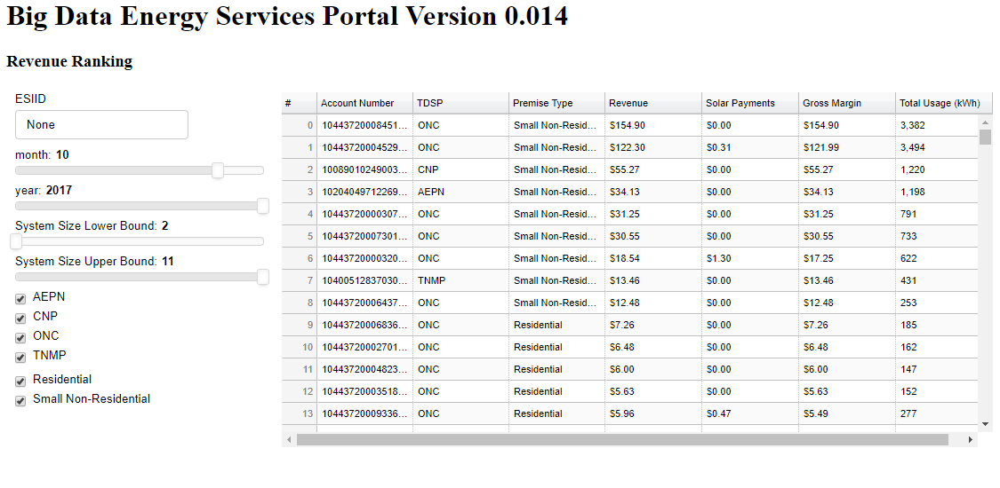 Big Data Energy Services Portal Version 0.014
Revenue Ranking
ESIID
None
month: 10
year: 2017
System Size Lower Bound: 2
System Size Upper Bound: 11
AEPN
CNP
ONC
TNMP
Residential
Small Non-Residential
# Account Number TDSP Premise Type Revenue Solar Payments Gross Margin Total Usage (kWh)
0 10443720008451... ONC Small Non-Resid... $154.90 $0.00 $154.90 3,382
1 10443720004529... ONC Small Non-Resid... $122.30 $0.31 $121.99 3,494
2 10089010249003... CNP Small Non-Resid... $55.27 $0.00 $55.27 1,220
3 10204049712269... AEPN Small Non-Resid... $34.13 $0.00 $34.13 1,198
4 10443720000307... ONC Small Non-Resid... $31.25 $0.00 $31.25 791
5 10443720007301... ONC Small Non-Resid... $30.55 $0.00 $30.55 733
6 10443720000320... ONC Small Non-Resid... $18.54 $1.30 $17.25 622
7 10400512837030... TNMP Small Non-Resid... $13.46 $0.00 $13.46 431
8 10443720006437... ONC Small Non-Resid... $12.48 $0.00 $12.48 253
9 10443720006836... ONC Residential $7.26 $0.00 $7.26 185
10 10443720002701... ONC Residential $6.48 $0.00 $6.48 162
11 10443720004823... ONC Residential $6.00 $0.00 $6.00 147
12 10443720003518... ONC Residential $5.63 $0.00 $5.63 152
13 10443720009336... ONC Residential $5.96 $0.47 $5.49 277